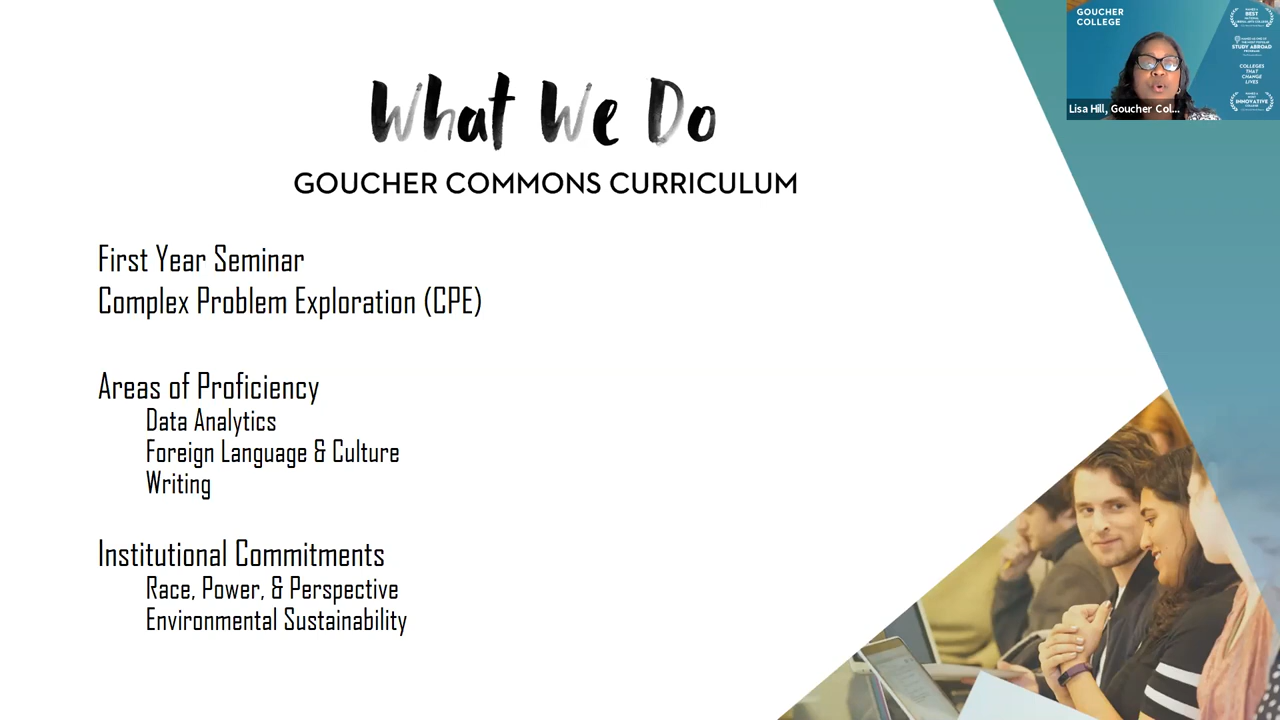 What We Do
GOUCHER COMMONS CURRICULUM
First Year Seminar
Complex Problem Exploration (CPE)
Areas of Proficiency
Data Analytics
Foreign Language & Culture
Writing
Institutional Commitments
Race, Power, & Perspective
Environmental Sustainability
GOUCHER
COLLEGE
BEST
STUDY ABROAD
COLLEGES
THAT
CHANGE
LIVES
INNOVATIVE
Lisa Hill, Goucher Col...